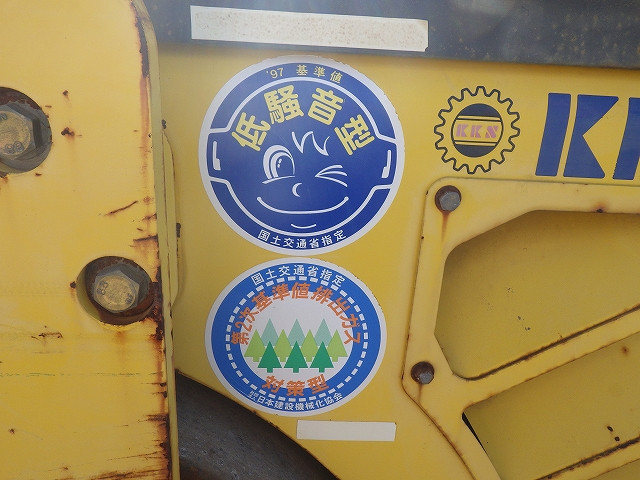 '97 基準値
低騒音型
国土交通省指定
KKS
国土交通省指定
第2次基準値排出ガス
対策型
日本建設機械化協会